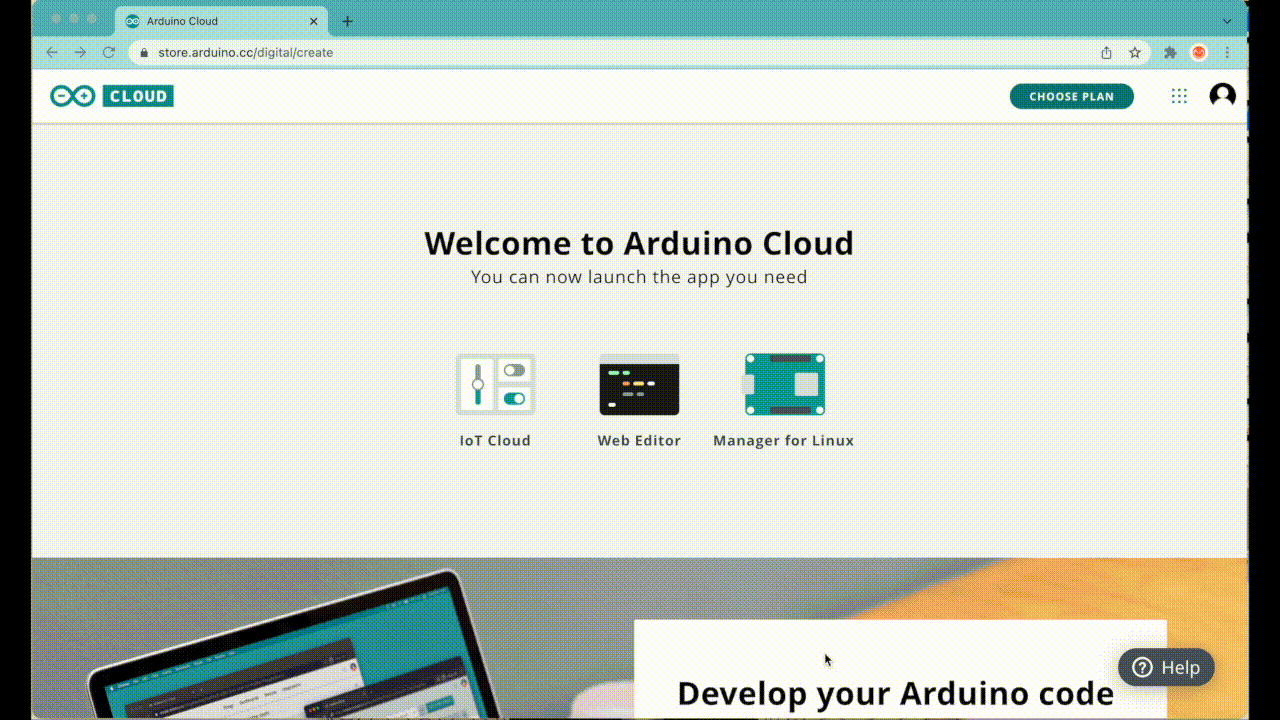 Arduino Cloud
store.arduino.cc/digital/create
CLOUD
CHOOSE PLAN
Welcome to Arduino Cloud
You can now launch the app you need
IoT Cloud
Web Editor
Manager for Linux
Help
Develop your Arduino code